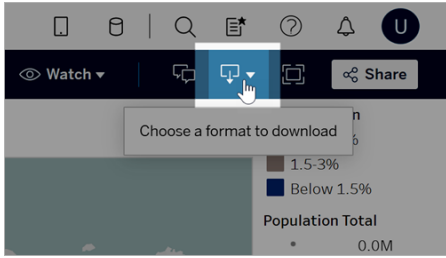 U
Watch
Share
Choose a format to download
n
%
1.5-3%
Below 1.5%
Population Total
0.0M